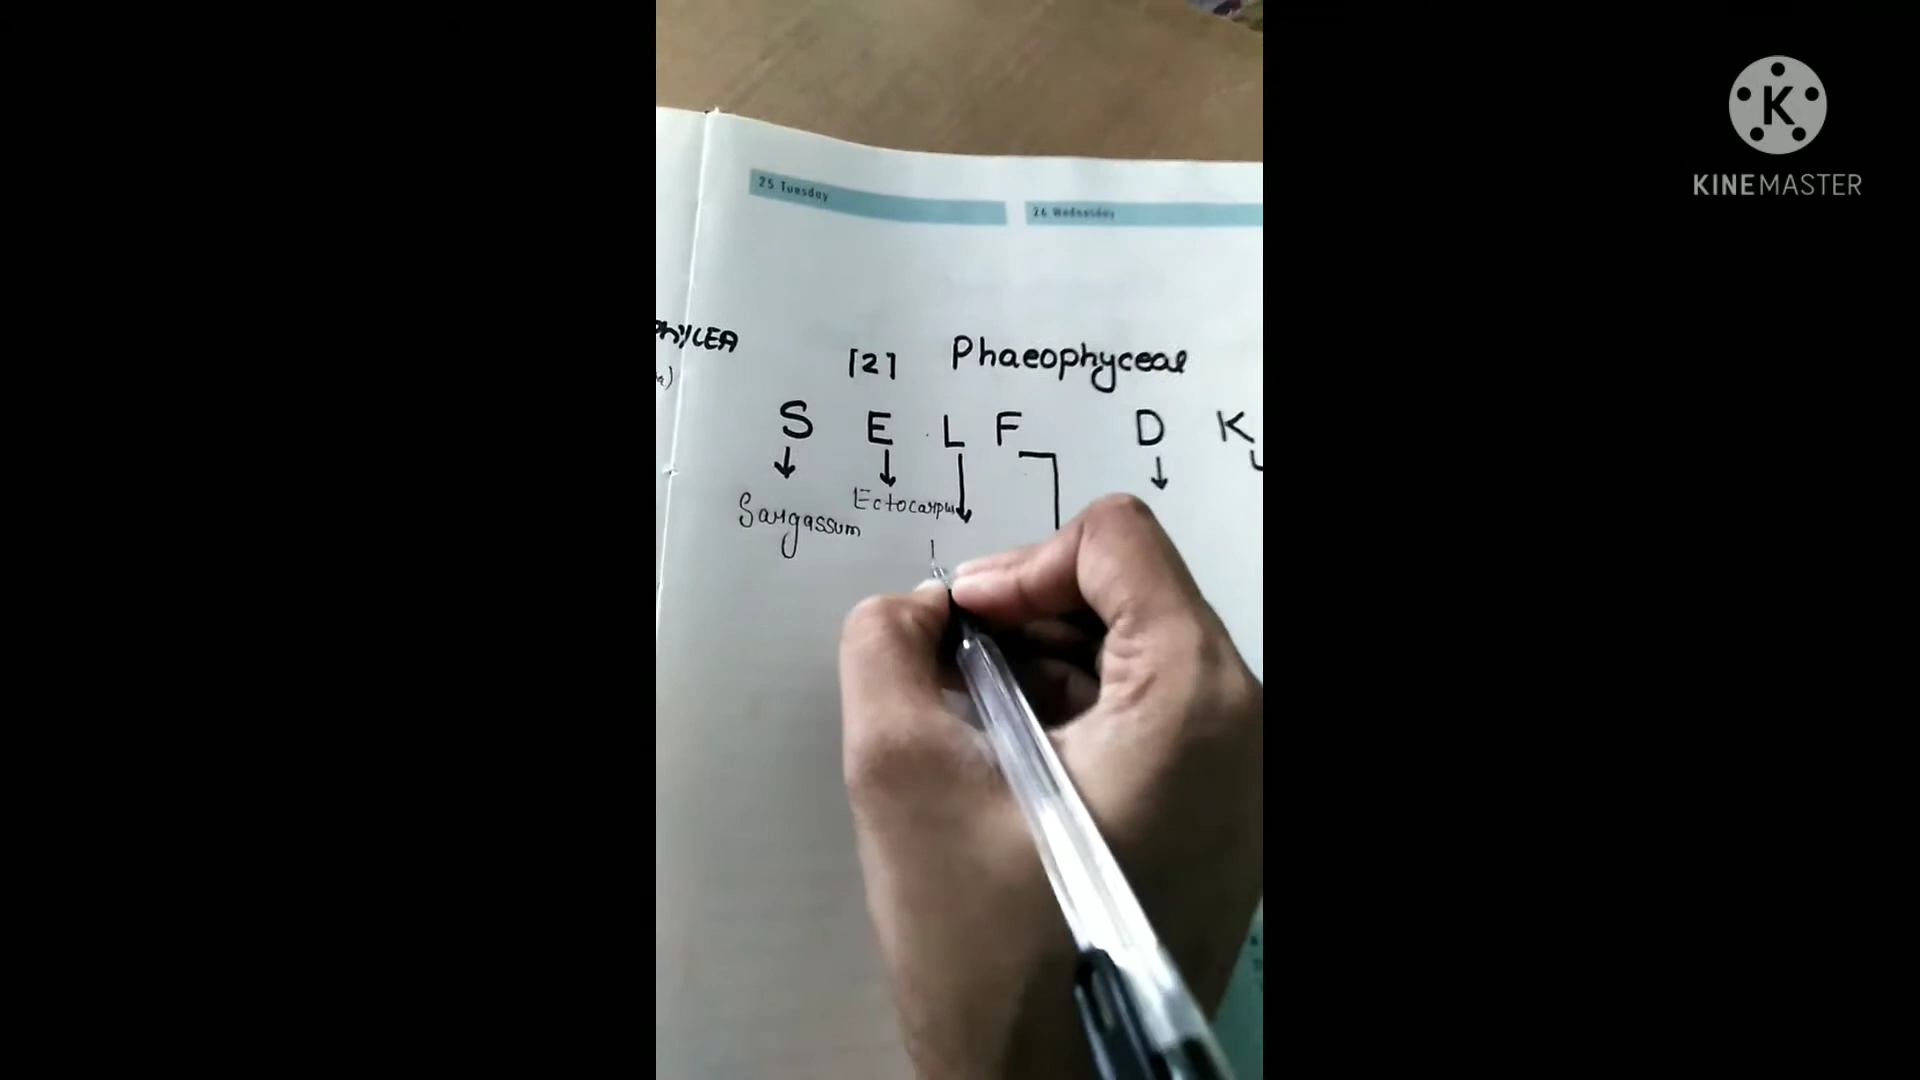 K
KINEMASTER
25 Tuesday
26 Wednesday
PHYCEA
[2] Phaeophyceae
S E L F D K
Ectocarpus
Sargassum